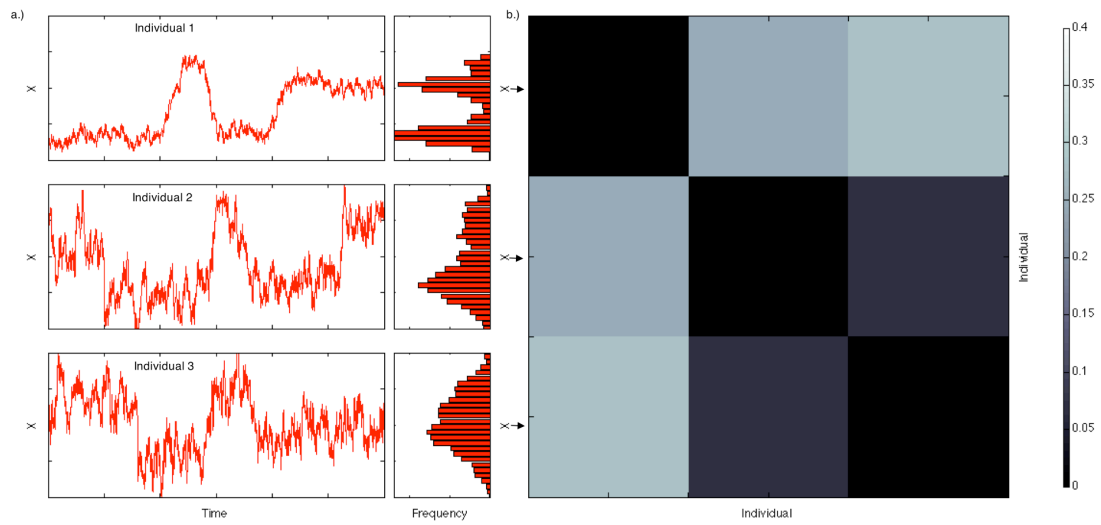 a.)
Individual 1
X
X
Individual 2
X
X
Individual 3
X
X
Time
Frequency
b.)
Individual
Individual
0.4
0.35
0.3
0.25
0.2
0.15
0.1
0.05
0